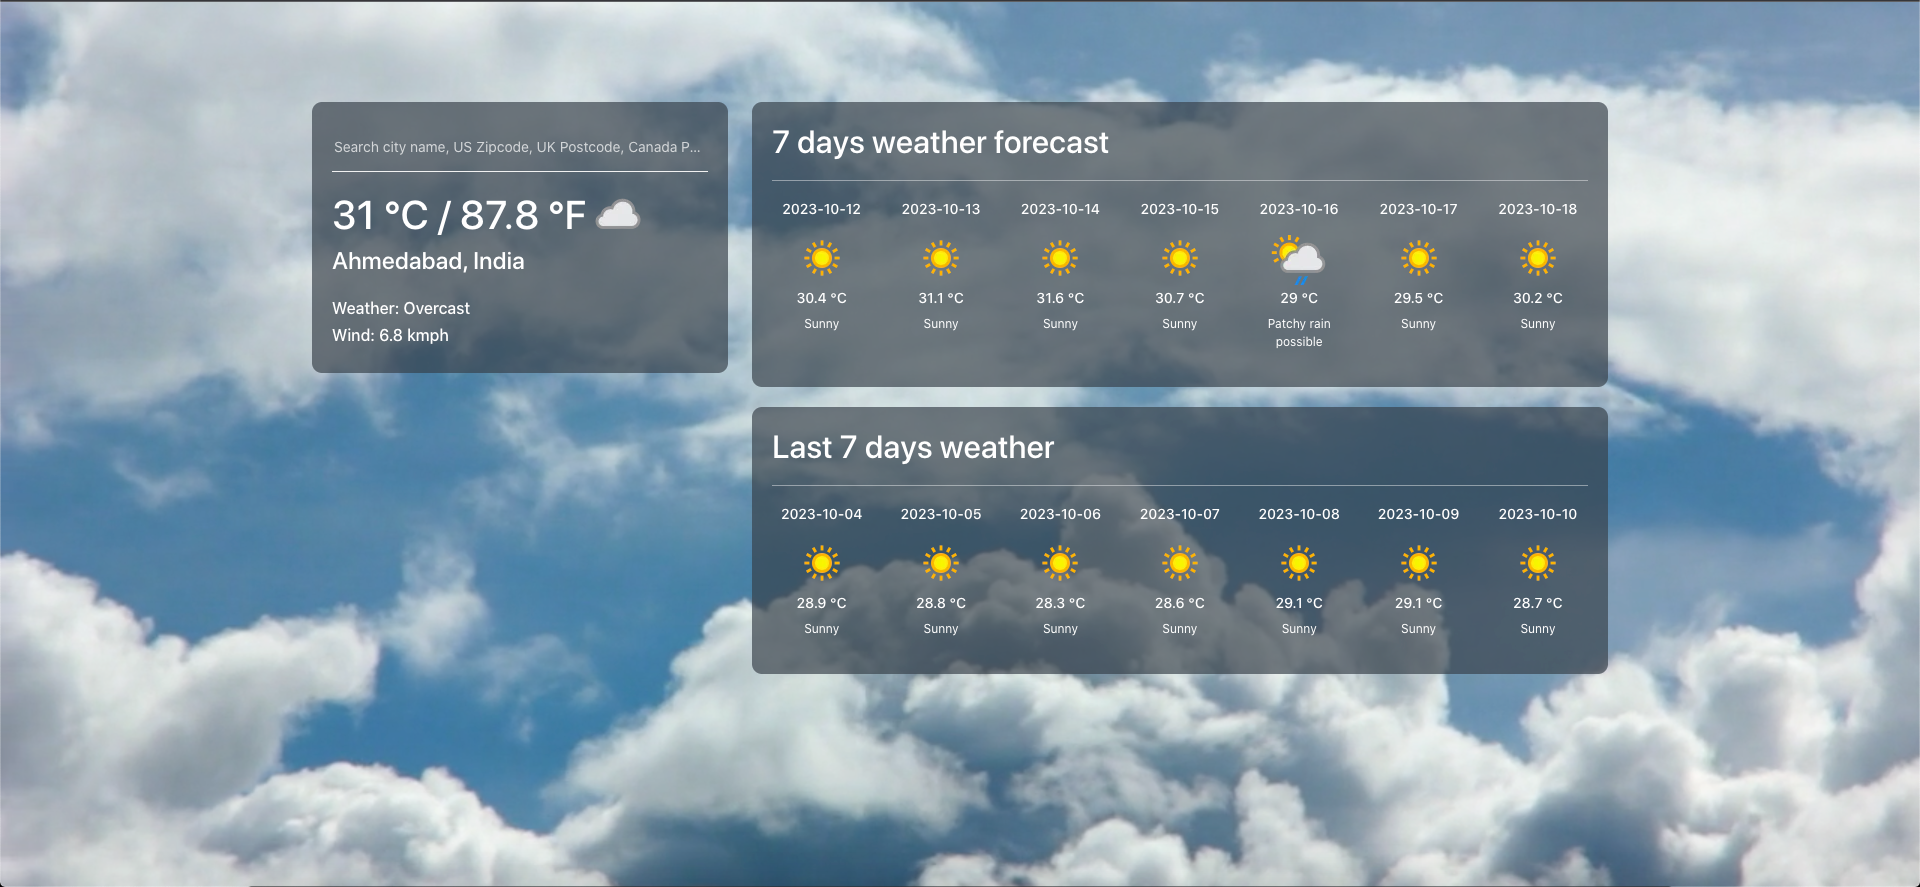 Search city name, US Zipcode, UK Postcode, Canada P...
31 °C / 87.8 °F
Ahmedabad, India
Weather: Overcast
Wind: 6.8 kmph
7 days weather forecast
2023-10-12 2023-10-13 2023-10-14 2023-10-15 2023-10-16 2023-10-17 2023-10-18
30.4 °C 31.1 °C 31.6 °C 30.7 °C 29 °C 29.5 °C 30.2 °C
Sunny Sunny Sunny Sunny Patchy rain Sunny Sunny
possible
Last 7 days weather
2023-10-04 2023-10-05 2023-10-06 2023-10-07 2023-10-08 2023-10-09 2023-10-10
28.9 °C 28.8 °C 28.3 °C 28.6 °C 29.1 °C 29.1 °C 28.7 °C
Sunny Sunny Sunny Sunny Sunny Sunny Sunny